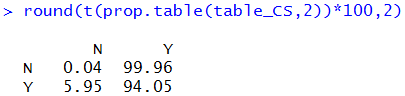 > round(t(prop.table(table_CS,2))*100,2)
N Y
N 0.04 99.96
Y 5.95 94.05